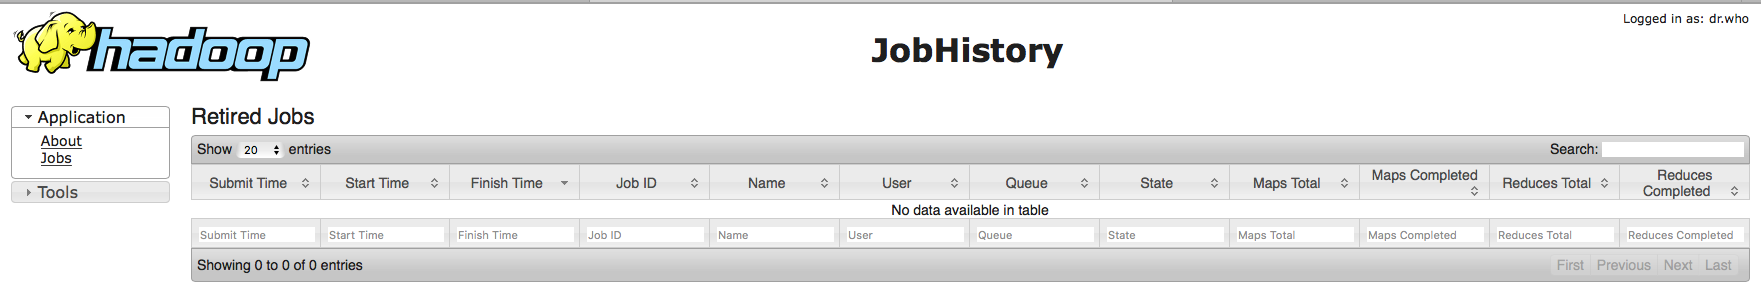 Logged in as: dr.who
hadoop
JobHistory
Application
About
Jobs
Tools
Retired Jobs
Show 20 entries
Search:
Submit Time Start Time Finish Time Job ID Name User Queue State Maps Total Maps Completed Reduces Total Reduces Completed
No data available in table
Submit Time Start Time Finish Time Job ID Name User Queue State Maps Total Maps Completed Reduces Total Reduces Completed
Showing 0 to 0 of 0 entries
First Previous Next Last